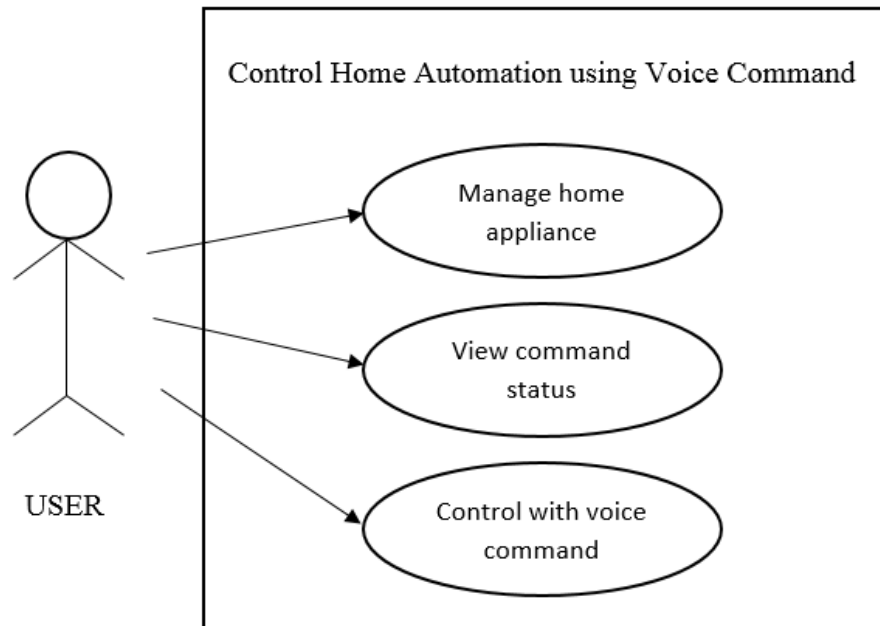 Control Home Automation using Voice Command
Manage home
appliance
View command
status
Control with voice
command
USER